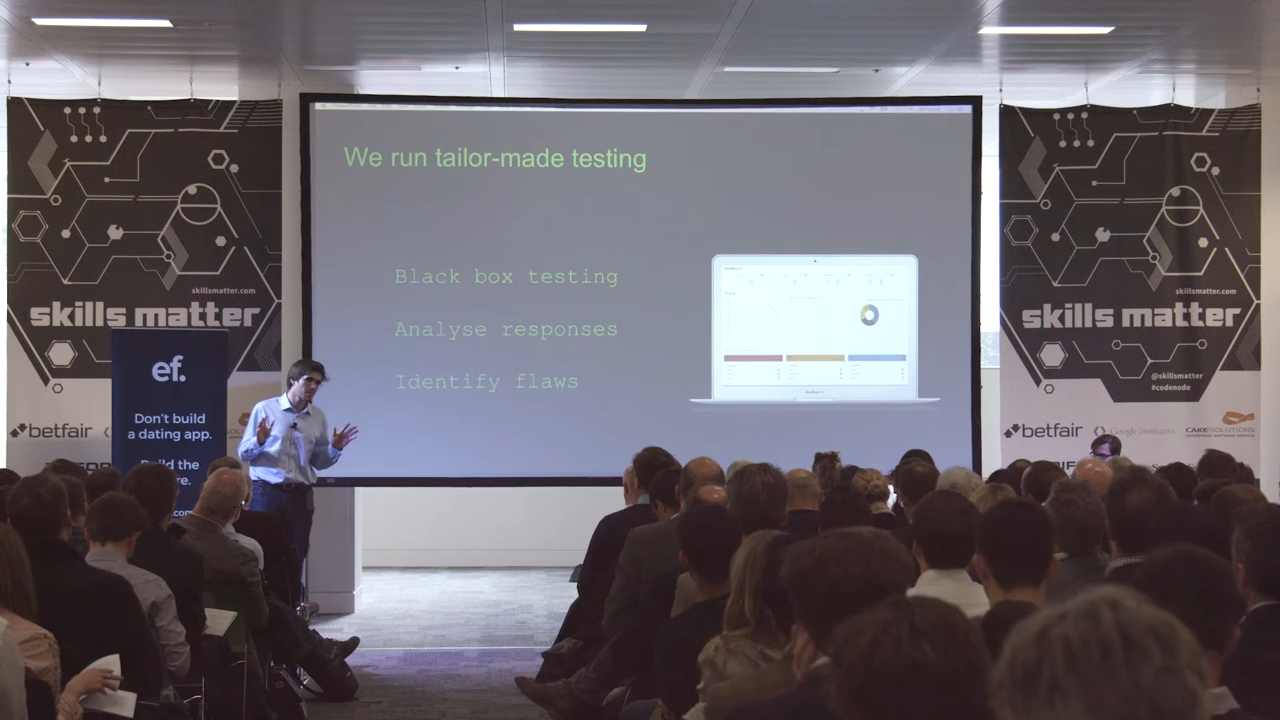 We run tailor-made testing
Black box testing
Analyse responses
Identify flaws
skillsmatter.com
skills matter
betfair
ef.
Don't build
a dating app.
skillsmatter.com
skills matter
@skillsmatter
#codenode
betfair
Google Developers
CAKESOLUTIONS